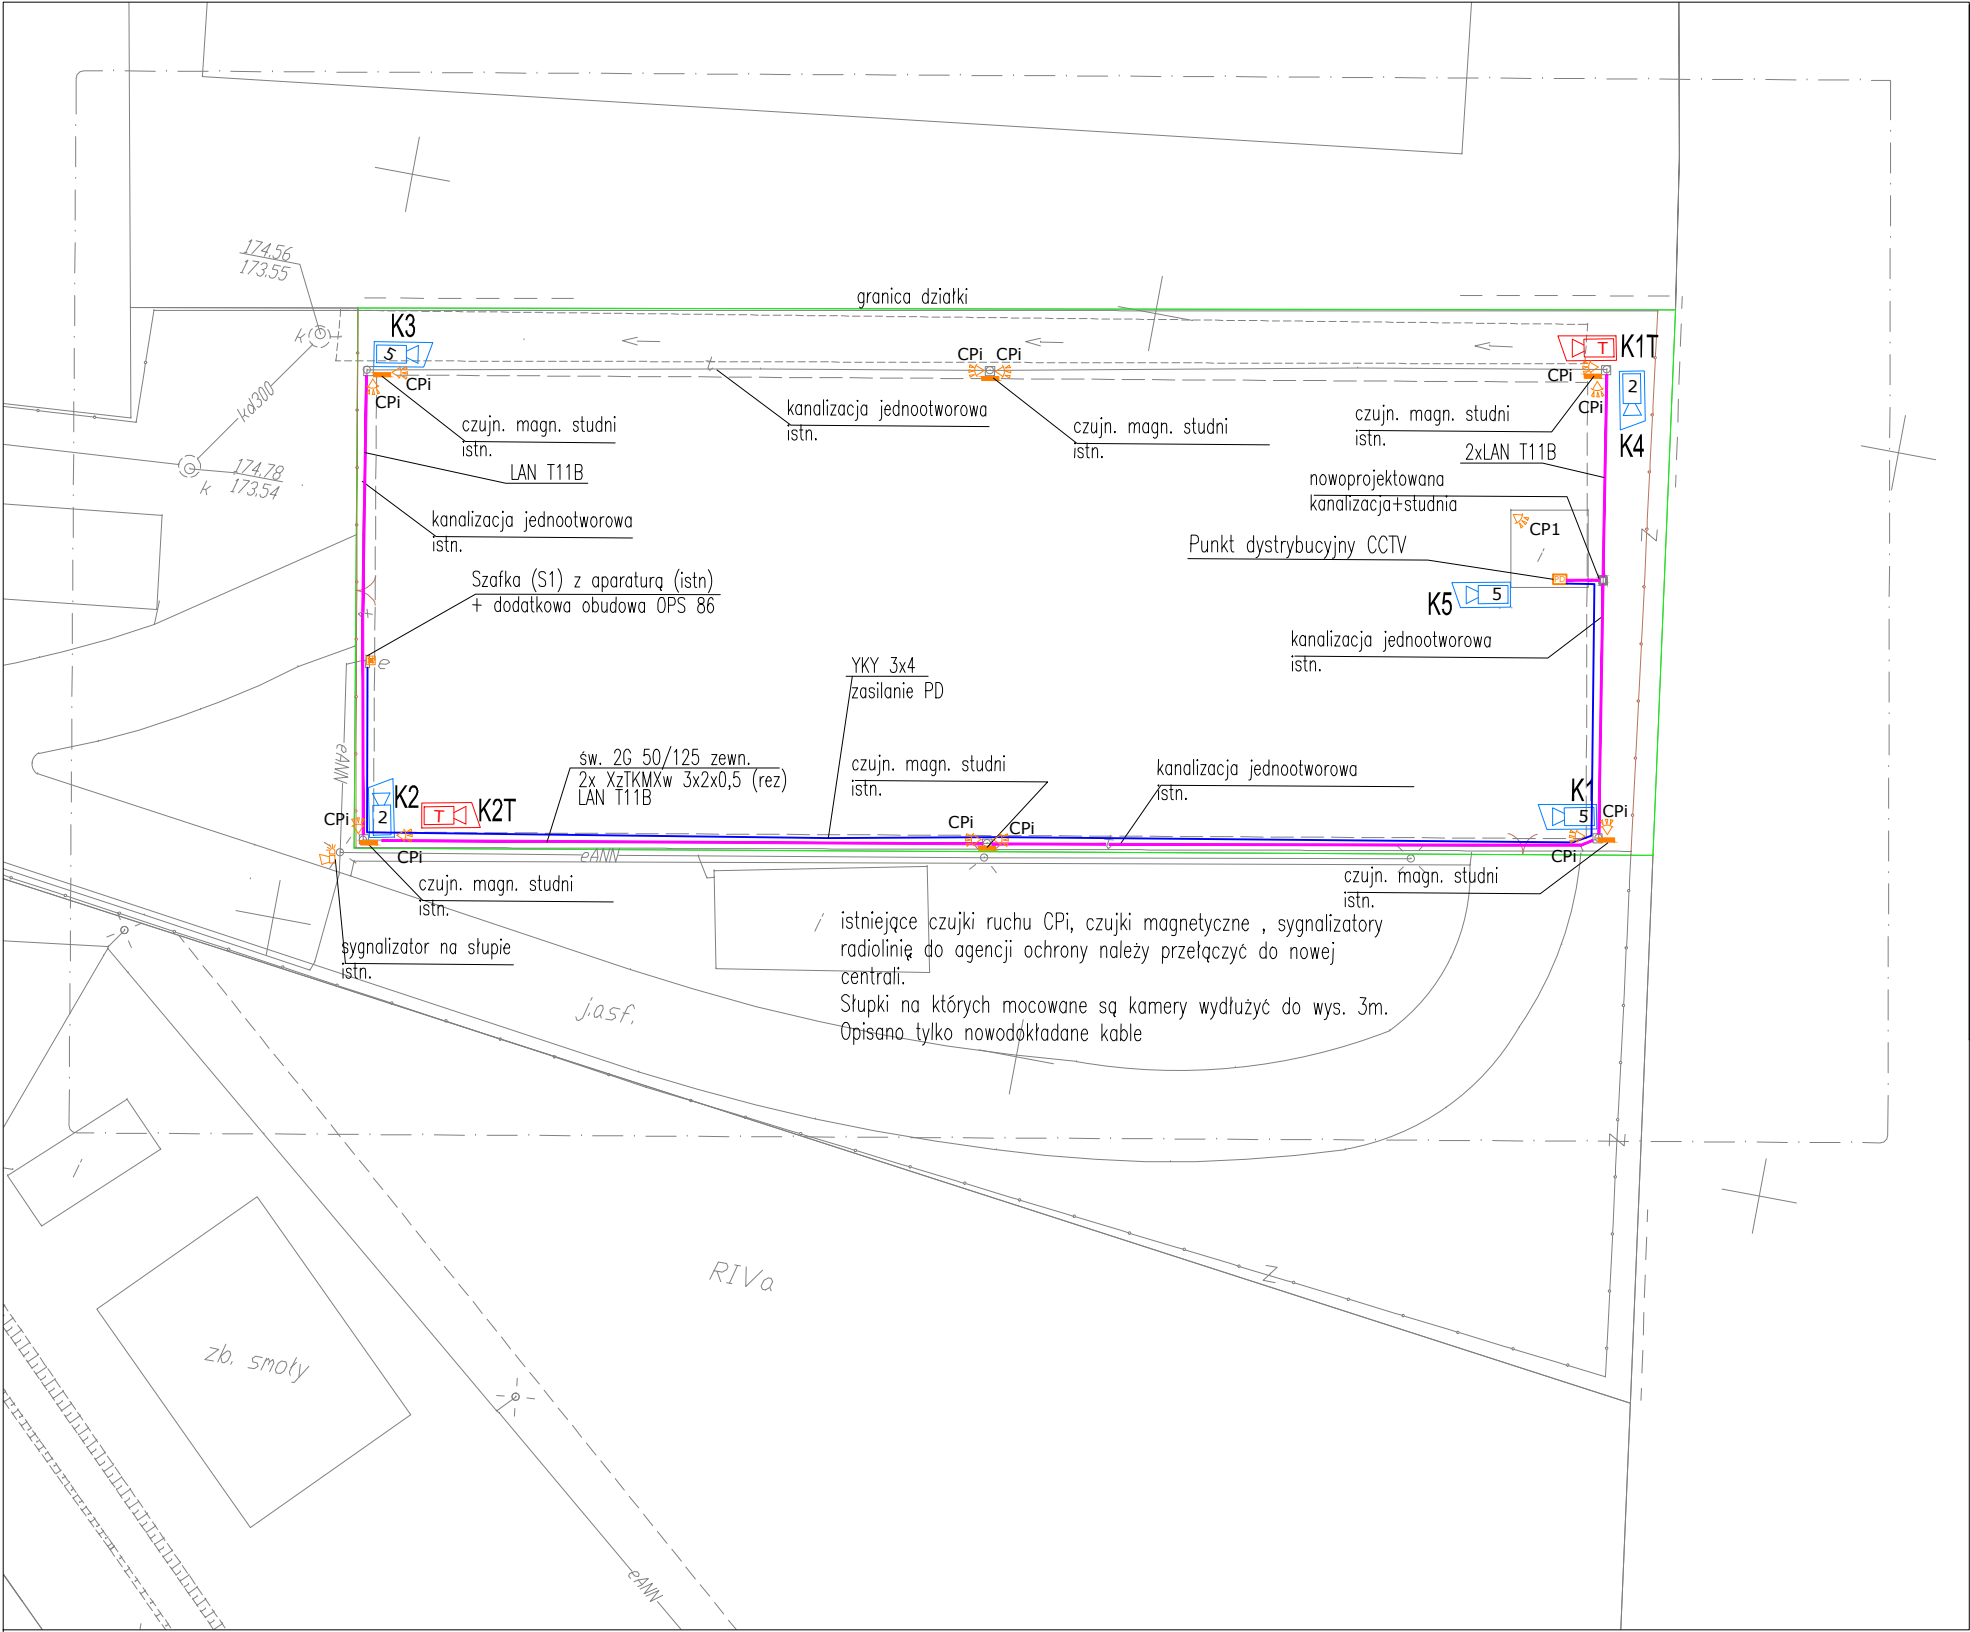 174.56
173.55
k
kd300
174.78
173.54
k
granica działki
K3
5
CPi
CPi
CPi CPi
K1T
T
CPi
CPi
2
K4
czujn. magn. studni
istn.
kanalizacja jednootworowa
istn.
czujn. magn. studni
istn.
czujn. magn. studni
istn.
LAN T11B
2xLAN T11B
kanalizacja jednootworowa
istn.
nowoprojektowana
kanalizacja+studnia
CP1
i
Z
Punkt dystrybucyjny CCTV
PD
K5
5
Szafka (S1) z aparaturą (istn)
+ dodatkowa obudowa OPS 86
e
kanalizacja jednootworowa
istn.
YKY 3x4
zasilanie PD
eANN
św. 2G 50/125 zewn.
2x XzTKMXw 3x2x0,5 (rez)
LAN T11B
czujn. magn. studni
istn.
kanalizacja jednootworowa
istn.
K2
2
T
K2T
K1
5
CPi
CPi
CPi
CPi
CPi
CPi
t
t
eANN
czujn. magn. studni
istn.
czujn. magn. studni
istn.
sygnalizator na słupie
istn.
i
istniejące czujki ruchu CPi, czujki magnetyczne , sygnalizatory
radiolinię do agencji ochrony należy przełączyć do nowej
centrali.
Słupki na których mocowane są kamery wydłużyć do wys. 3m.
Opisano tylko nowodokładane kable
j.asf.
Z
i
RIVa
Z
zb. smoły
eANN